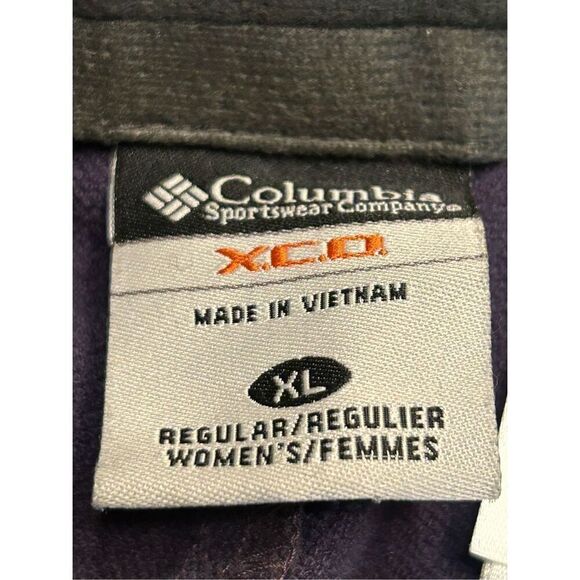 Columbia
Sportswear Company®
X.C.O.
MADE IN VIETNAM
XL
REGULAR/REGULIER
WOMEN'S/FEMMES